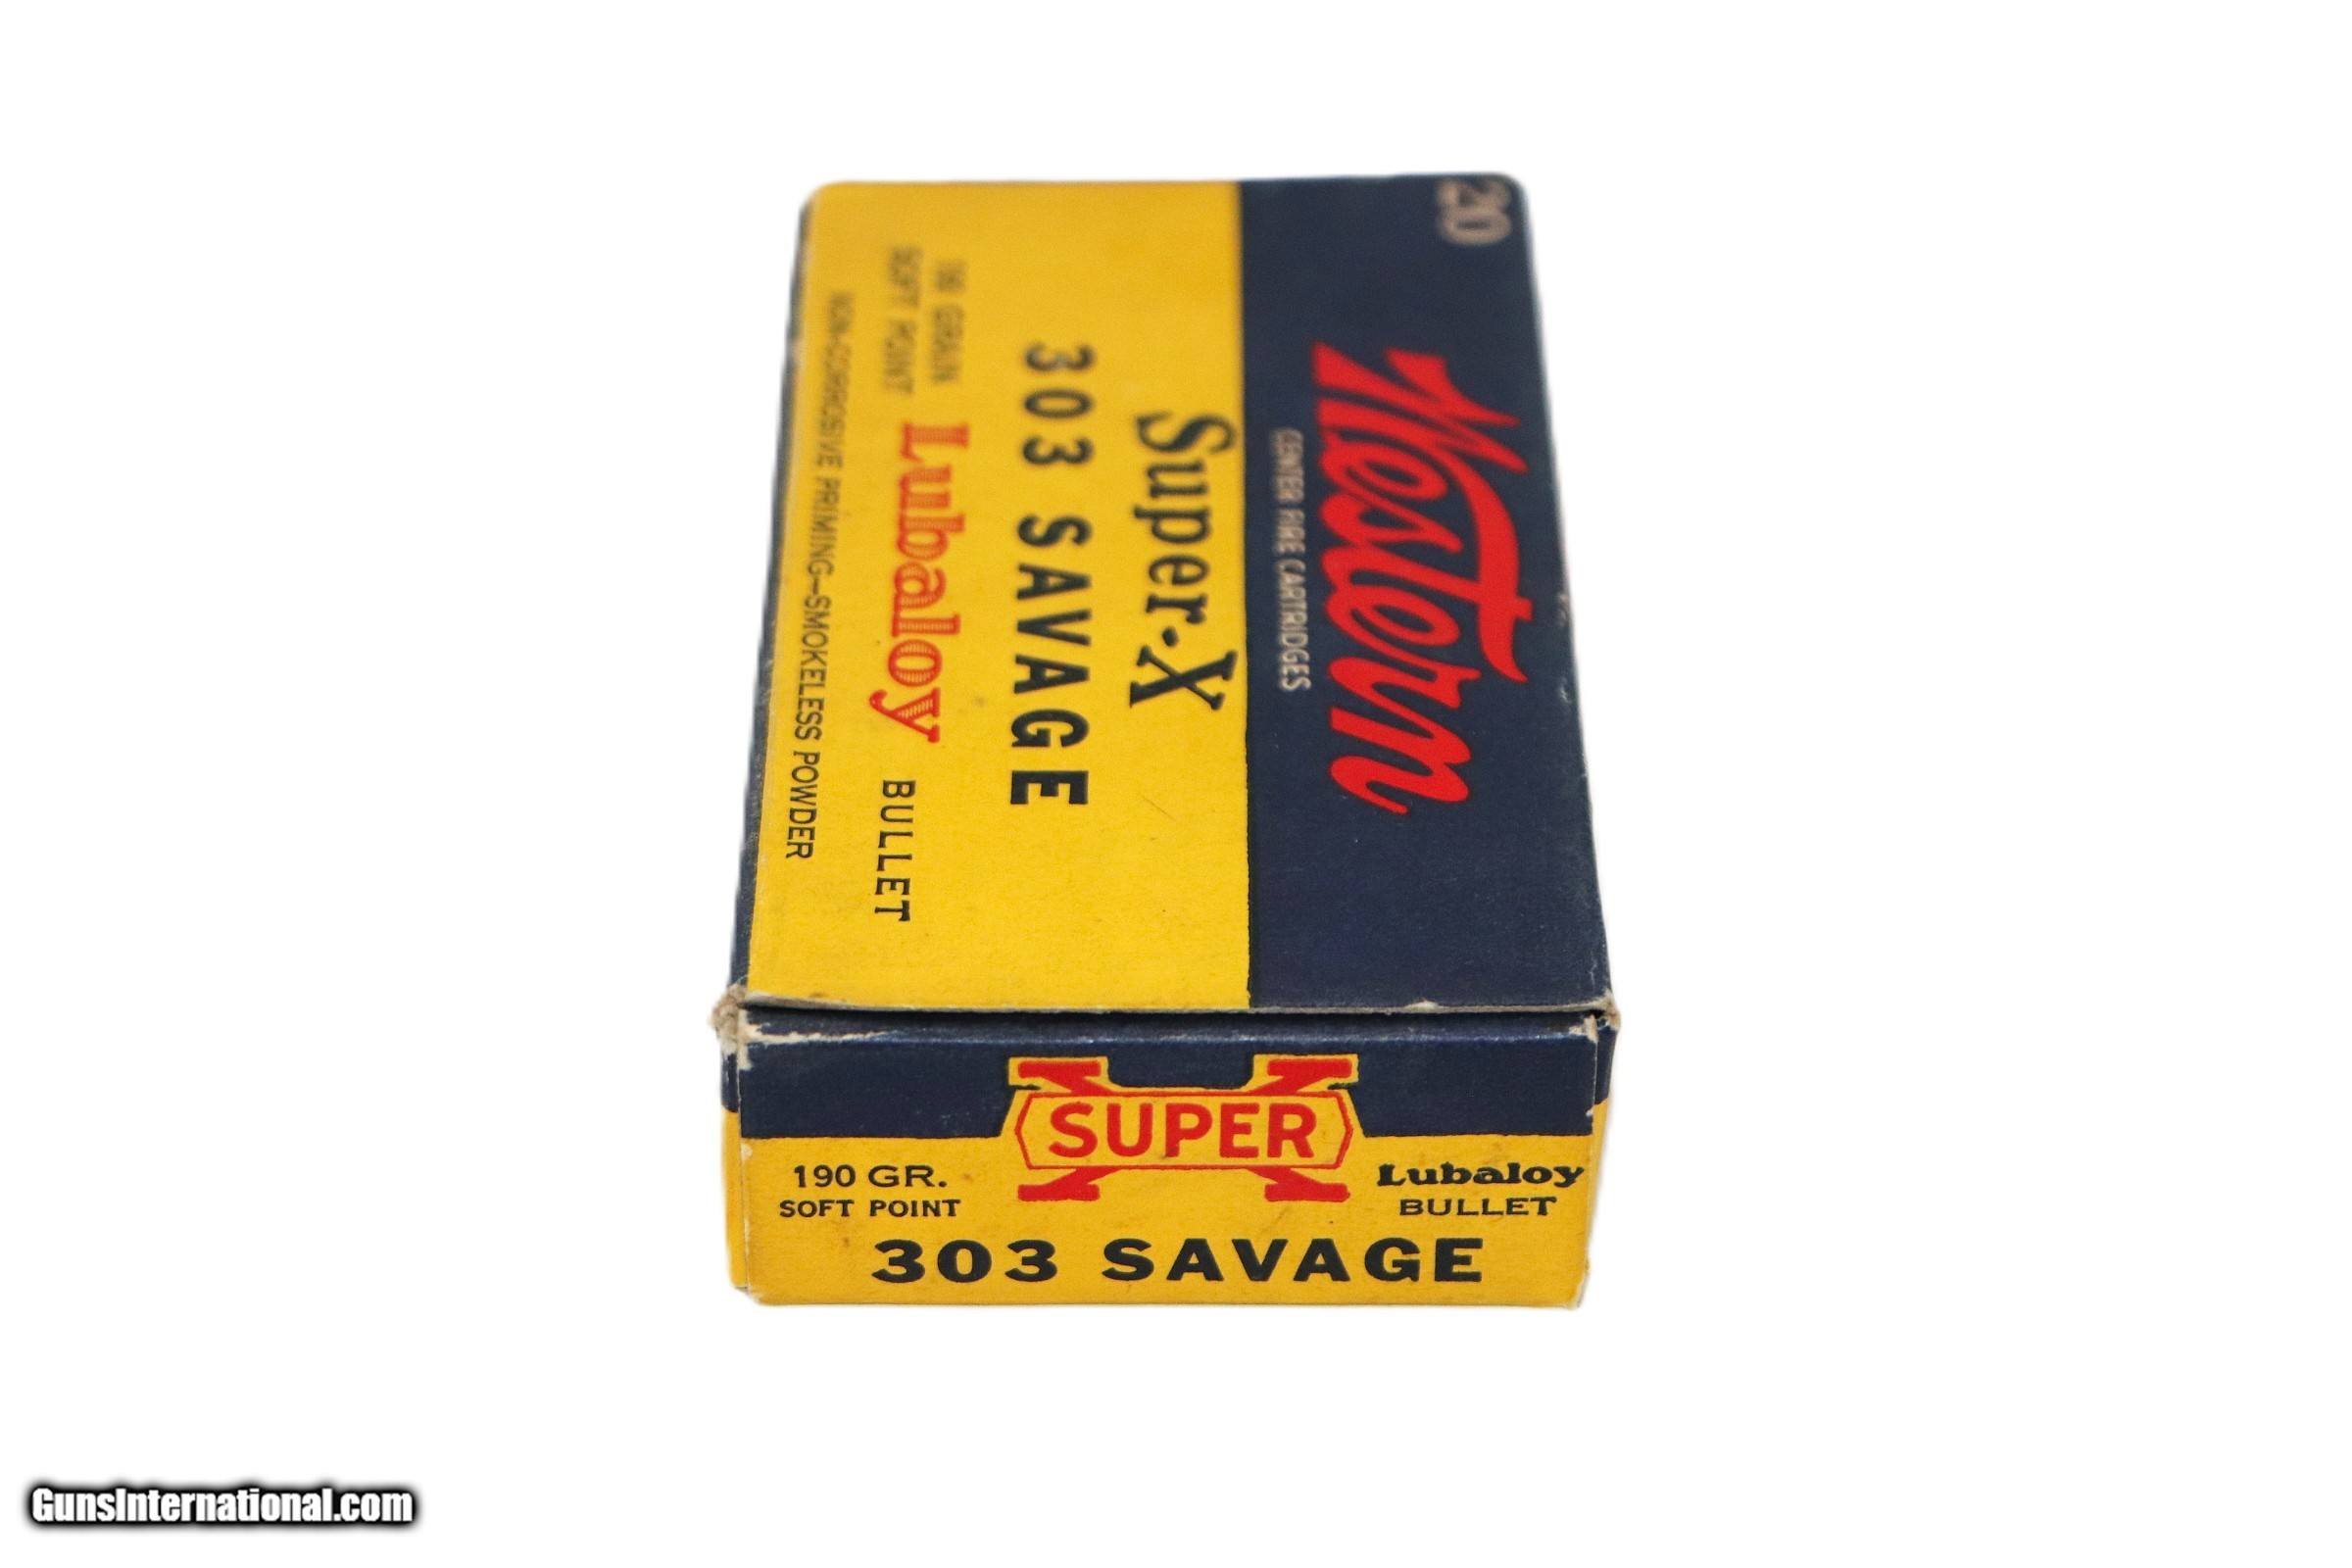 20
Western
CENTER FIRE CARTRIDGES
Super-X
303 SAVAGE
190 GRAIN
SOFT POINT
Lubaloy BULLET
NON-CORROSIVE PRIMING—SMOKELESS POWDER
SUPER X
190 GR.
SOFT POINT
Lubaloy
BULLET
303 SAVAGE
GunsInternational.com